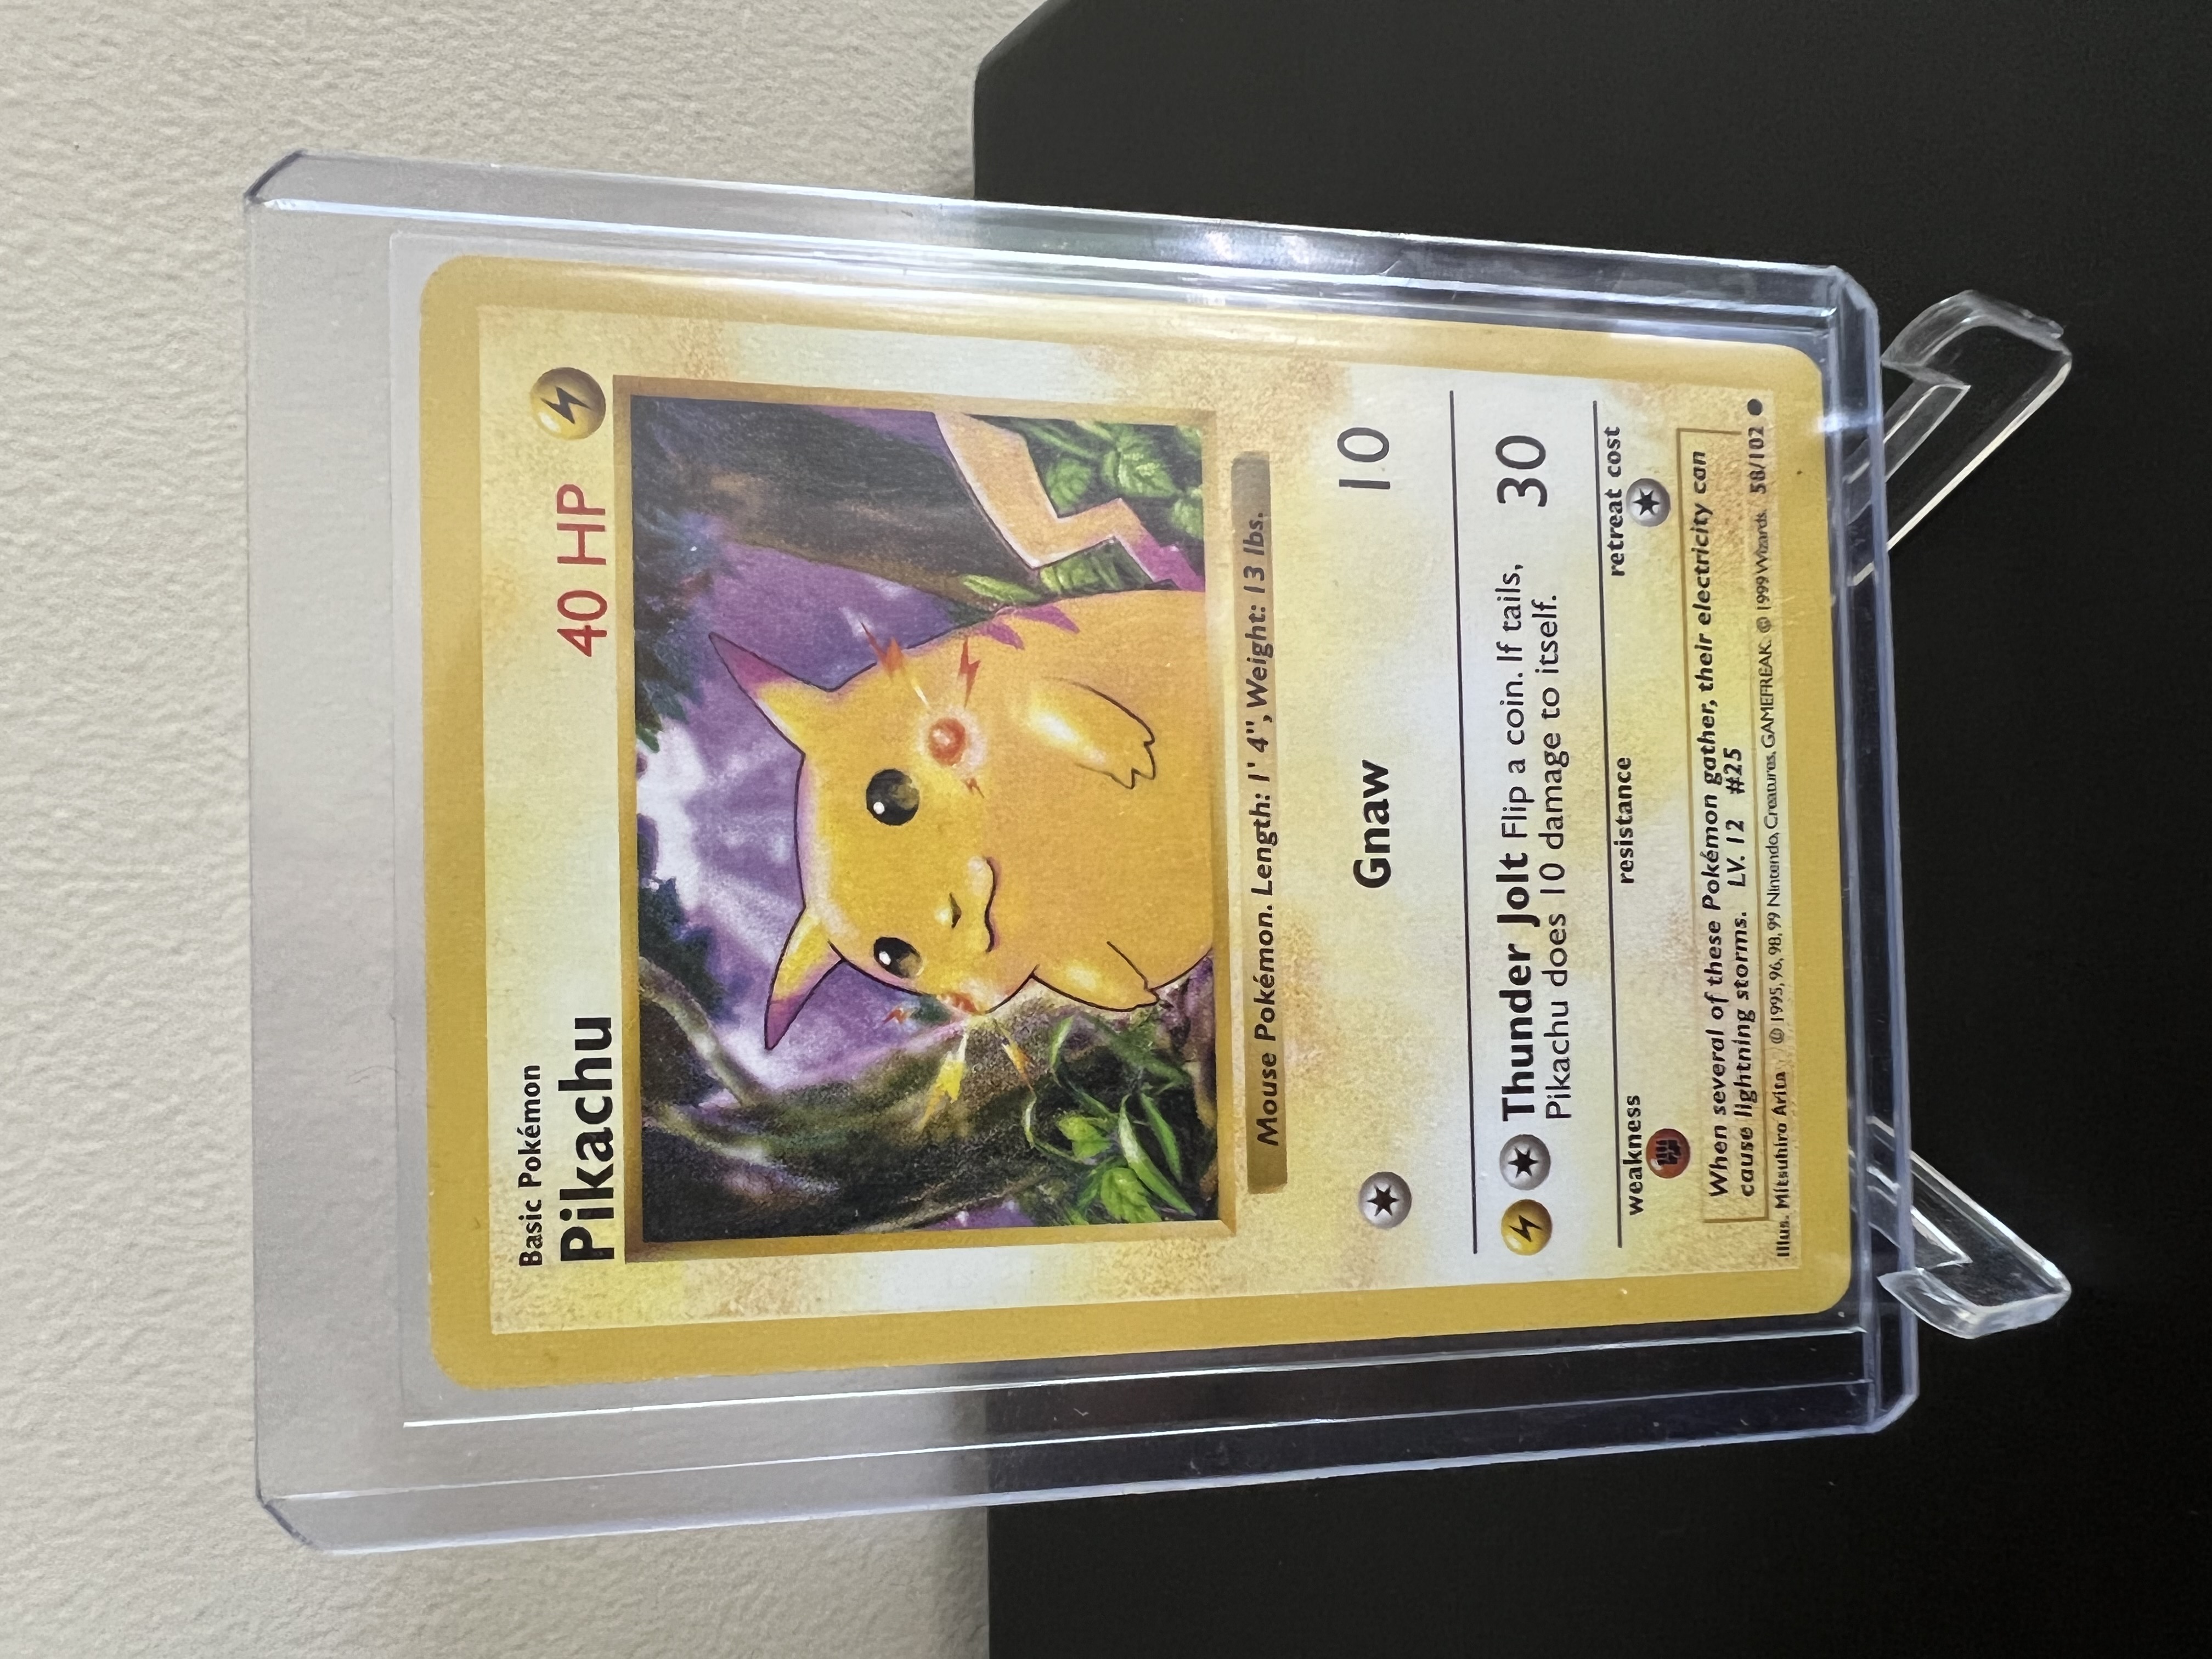 Basic Pokémon
Pikachu 40 HP
Mouse Pokémon. Length: 1' 4", Weight: 13 lbs.
Gnaw 10
Thunder Jolt Flip a coin. If tails, 30
Pikachu does 10 damage to itself.
weakness resistance retreat cost
When several of these Pokémon gather, their electricity can
cause lightning storms. LV. 12 #25
Illus. Mitsuhiro Arita © 1995, 96, 98, 99 Nintendo, Creatures, GAMEFREAK. © 1999 Wizards. 58/102